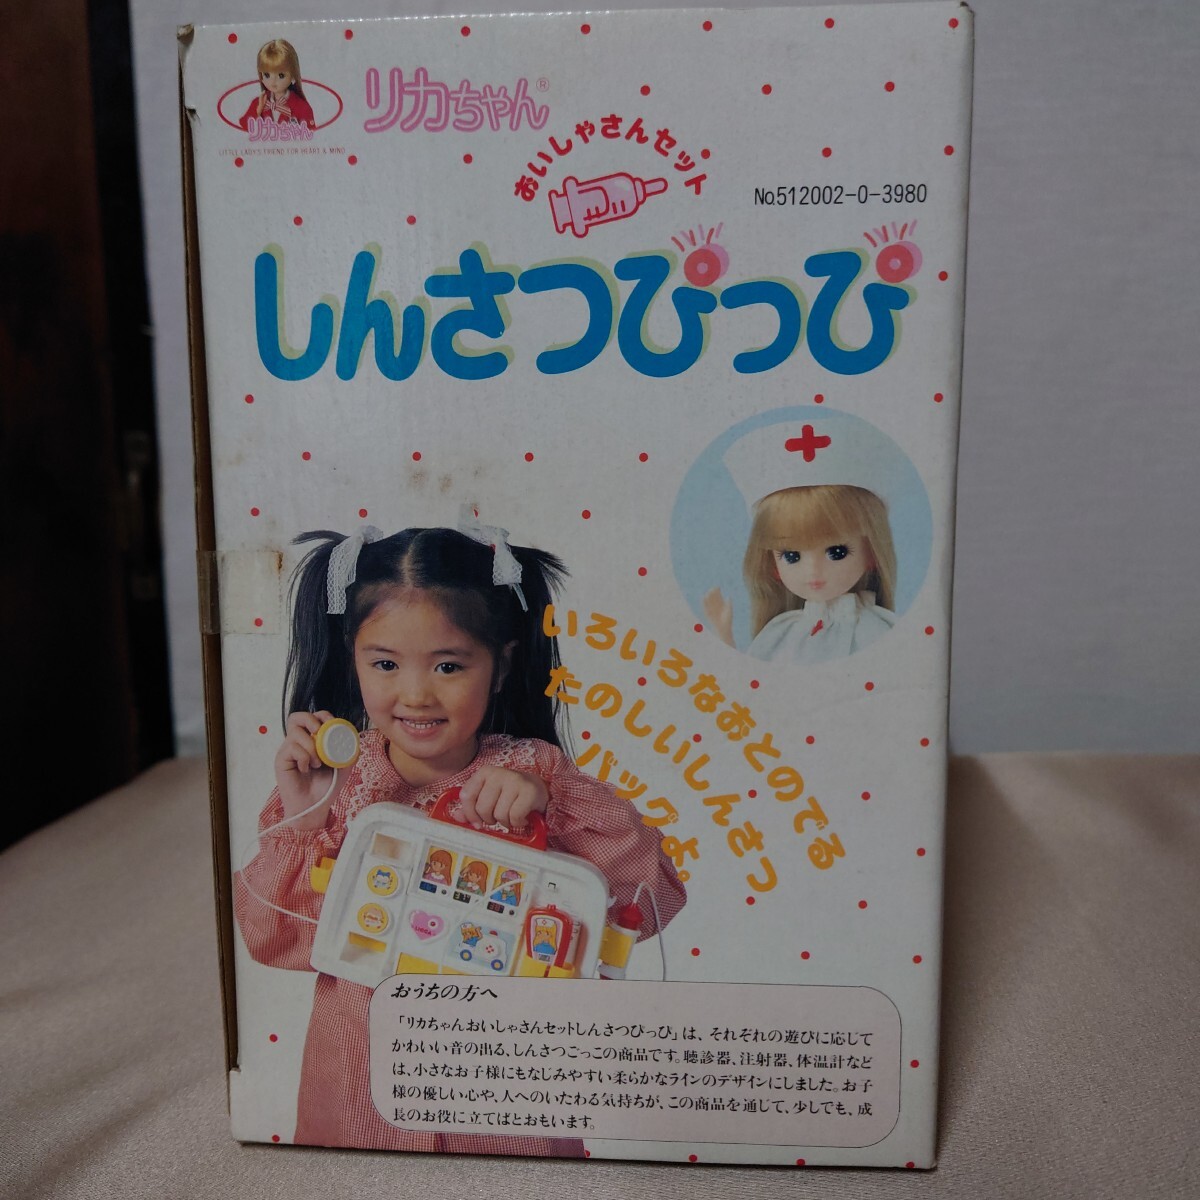 リカちゃん
LITTLE LADYS FRIEND FOR HEART & MIND
リカちゃん®
おいしゃさんセット
No.512002-0-3980
しんさつぴっぴ
いろいろなおとのでる
たのしいしんさつ
バッグよ。
おうちの方へ
「リカちゃんおいしゃさんセットしんさつぴっぴ」は、それぞれの遊びに応じて
かわいい音の出る、しんさつごっこの商品です。聴診器、注射器、体温計など
は、小さなお子様にもなじみやすい柔らかなラインのデザインにしました。お子
様の優しい心や、人へのいたわる気持ちが、この商品を通じて、少しでも、成
長のお役に立てばとおもいます。